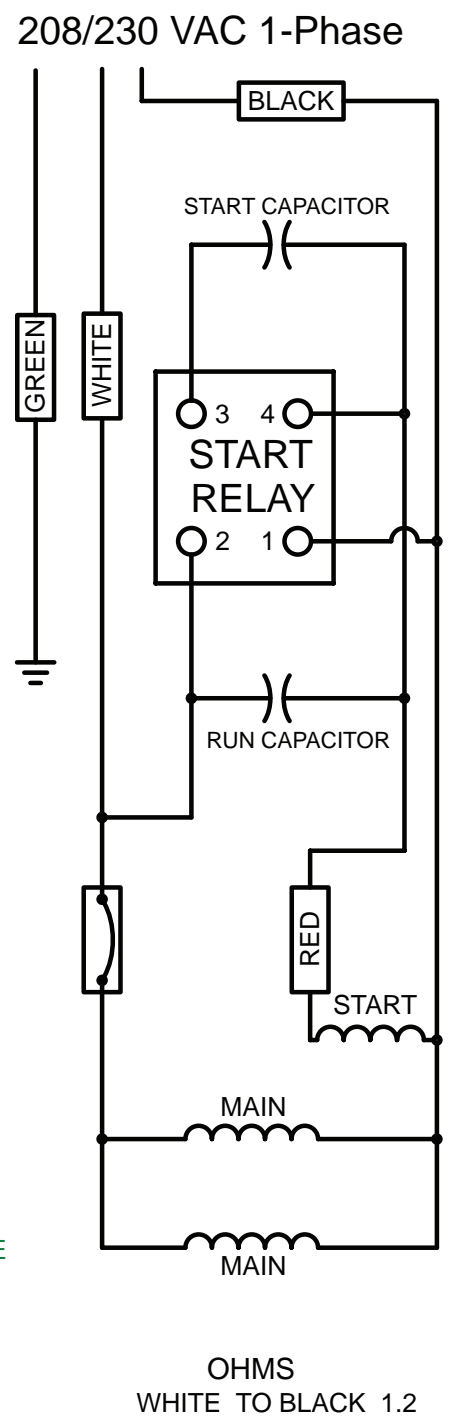 208/230 VAC 1-Phase
BLACK
START CAPACITOR
GREEN
WHITE
3 4
START
RELAY
2 1
RUN CAPACITOR
RED
START
MAIN
E
MAIN
OHMS
WHITE TO BLACK 1.2